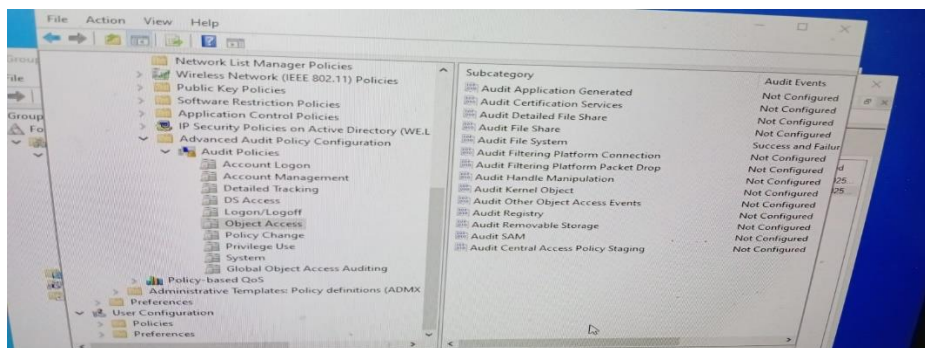 File Action View Help
Network List Manager Policies
Wireless Network (IEEE 802.11) Policies
Public Key Policies
Software Restriction Policies
Application Control Policies
IP Security Policies on Active Directory (WE.L
Advanced Audit Policy Configuration
Audit Policies
Account Logon
Account Management
Detailed Tracking
DS Access
Logon/Logoff
Object Access
Policy Change
Privilege Use
System
Global Object Access Auditing
Policy-based QoS
Administrative Templates: Policy definitions (ADMX
Preferences
User Configuration
Policies
Preferences
Subcategory Audit Events
Audit Application Generated Not Configured
Audit Certification Services Not Configured
Audit Detailed File Share Not Configured
Audit File Share Not Configured
Audit File System Success and Failur
Audit Filtering Platform Connection Not Configured
Audit Filtering Platform Packet Drop Not Configured
Audit Handle Manipulation Not Configured
Audit Kernel Object Not Configured
Audit Other Object Access Events Not Configured
Audit Registry Not Configured
Audit Removable Storage Not Configured
Audit SAM Not Configured
Audit Central Access Policy Staging Not Configured
Group
File
Group
Fo